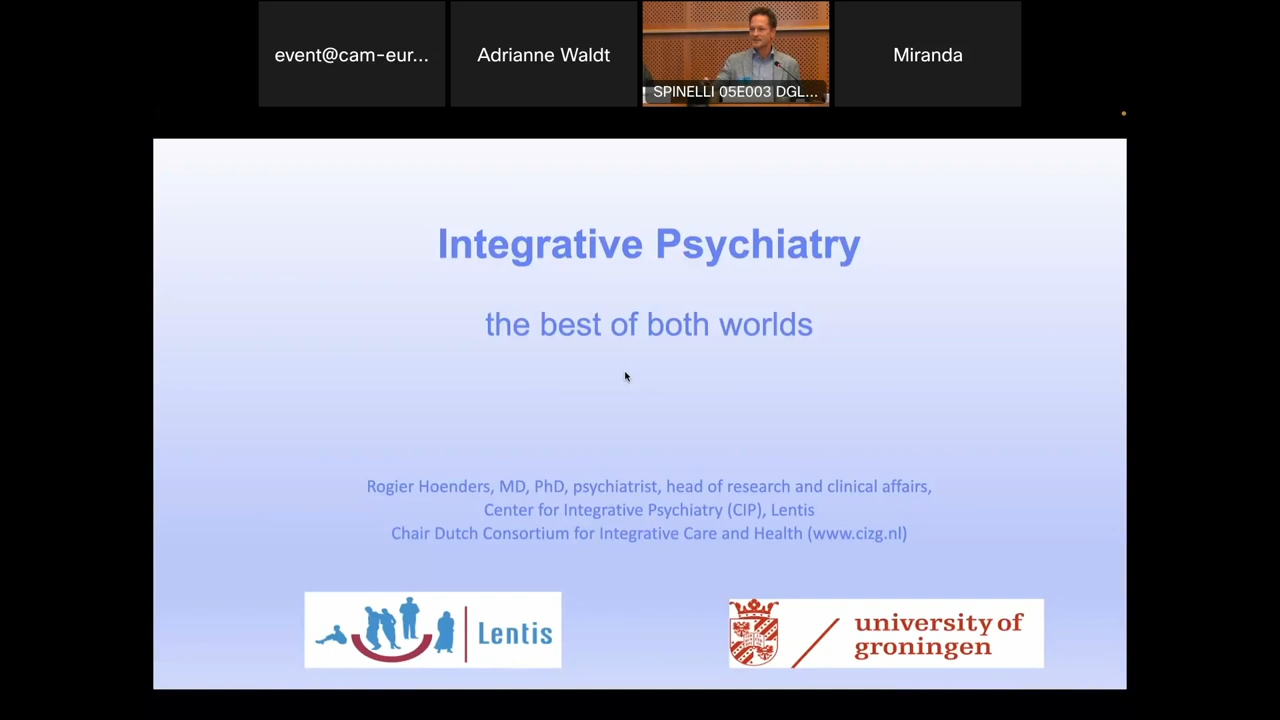 event@cam-eur...
Adrianne Waldt
SPINELLI 05E003 DGL...
Miranda
Integrative Psychiatry
the best of both worlds
Rogier Hoenders, MD, PhD, psychiatrist, head of research and clinical affairs,
Center for Integrative Psychiatry (CIP), Lentis
Chair Dutch Consortium for Integrative Care and Health (www.cizg.nl)
Lentis
university of
groningen